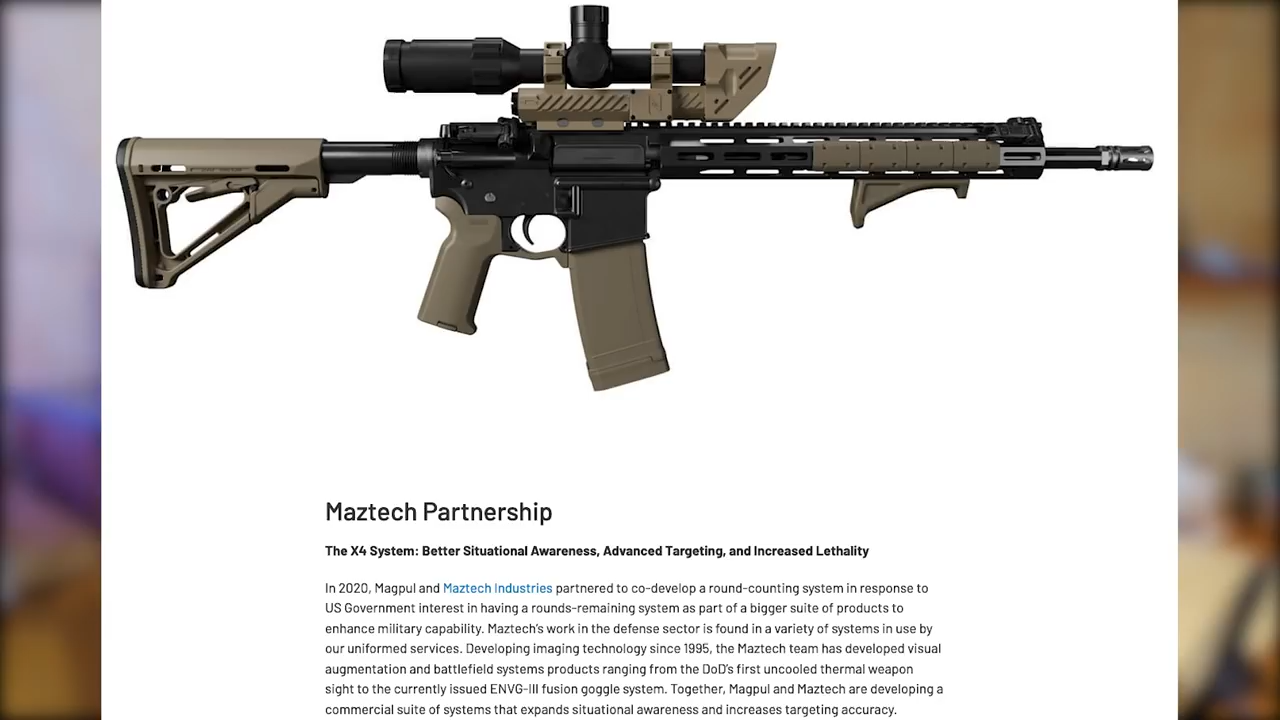 Maztech Partnership
The X4 System: Better Situational Awareness, Advanced Targeting, and Increased Lethality
In 2020, Magpul and Maztech Industries partnered to co-develop a round-counting system in response to
US Government interest in having a rounds-remaining system as part of a bigger suite of products to
enhance military capability. Maztech's work in the defense sector is found in a variety of systems in use by
our uniformed services. Developing imaging technology since 1995, the Maztech team has developed visual
augmentation and battlefield systems products ranging from the DoD's first uncooled thermal weapon
sight to the currently issued ENVG-III fusion goggle system. Together, Magpul and Maztech are developing a
commercial suite of systems that expands situational awareness and increases targeting accuracy.